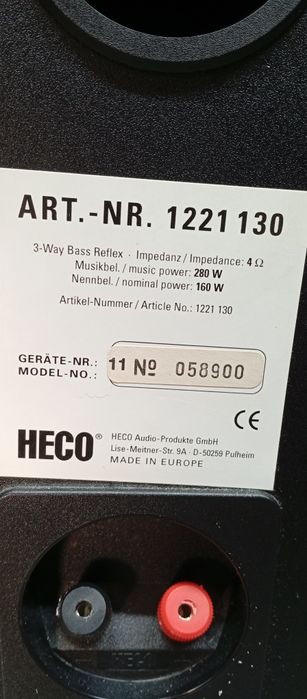 ART.-NR. 1221 130
3-Way Bass Reflex · Impedanz / Impedance: 4 Ω
Musikbel. / music power: 280 W
Nennbel. / nominal power: 160 W
Artikel-Nummer / Article No.: 1221 130
GERÄTE-NR.:
MODEL-NO.:
11 Nº 058900
CE
HECO® HECO Audio-Produkte GmbH
Lise-Meitner-Str. 9A · D-50259 Pulheim
MADE IN EUROPE
HECO